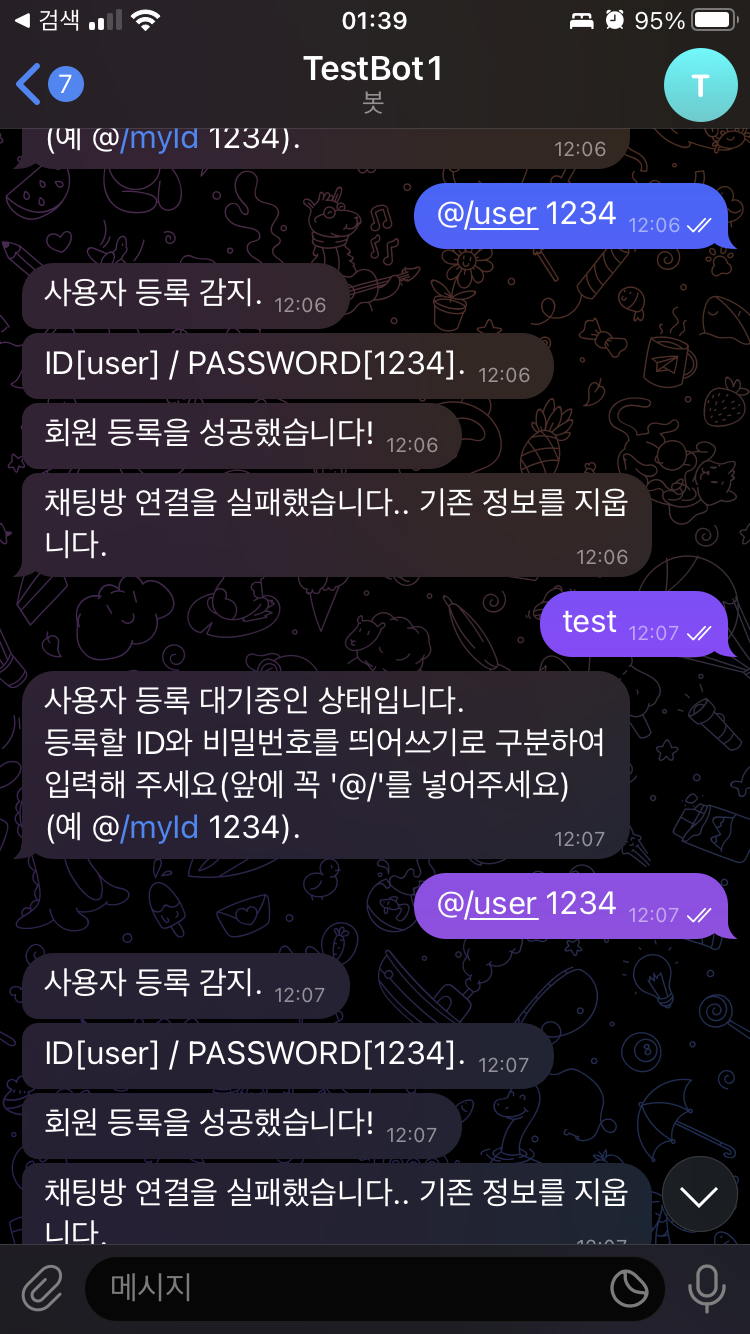 검색
01:39
95%
7
TestBot1
봇
T
(예 @/myId 1234).
12:06
@/user 1234 12:06
사용자 등록 감지. 12:06
ID[user] / PASSWORD[1234]. 12:06
회원 등록을 성공했습니다! 12:06
채팅방 연결을 실패했습니다.. 기존 정보를 지웁
니다.
12:06
test 12:07
사용자 등록 대기중인 상태입니다.
등록할 ID와 비밀번호를 띄어쓰기로 구분하여
입력해 주세요(앞에 꼭 '@/'를 넣어주세요)
(예 @/myId 1234).
12:07
@/user 1234 12:07
사용자 등록 감지. 12:07
ID[user] / PASSWORD[1234]. 12:07
회원 등록을 성공했습니다! 12:07
채팅방 연결을 실패했습니다.. 기존 정보를 지웁
니다.
12:07
메시지